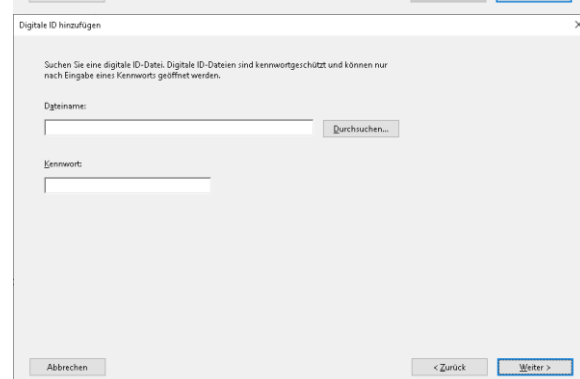 Digitale ID hinzufügen
Suchen Sie eine digitale ID-Datei. Digitale ID-Dateien sind kennwortgeschützt und können nur
nach Eingabe eines Kennworts geöffnet werden.
Dateiname:
Durchsuchen...
Kennwort:
Abbrechen
< Zurück
Weiter >